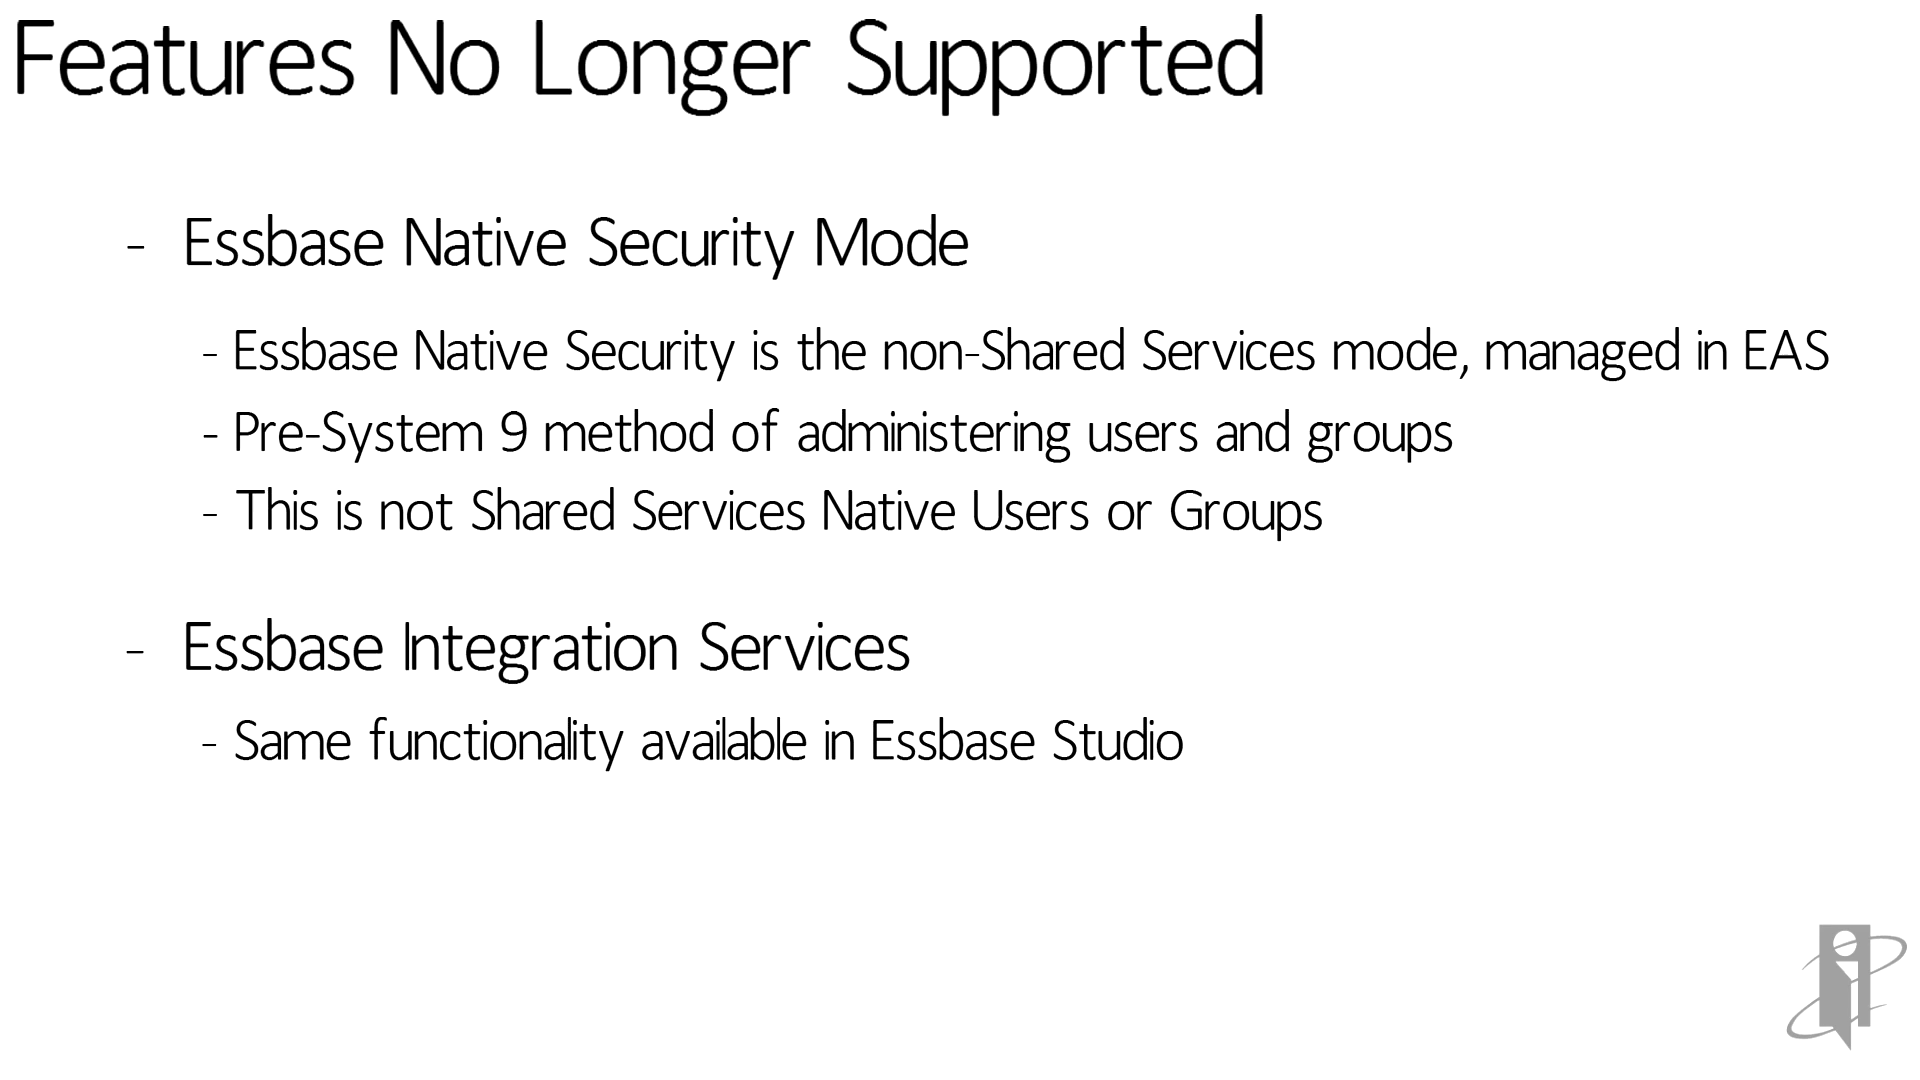 Features No Longer Supported
- Essbase Native Security Mode
- Essbase Native Security is the non-Shared Services mode, managed in EAS
- Pre-System 9 method of administering users and groups
- This is not Shared Services Native Users or Groups
- Essbase Integration Services
- Same functionality available in Essbase Studio